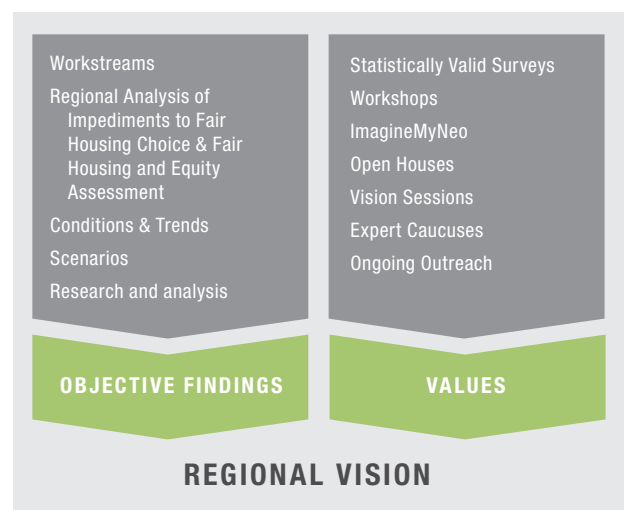 Workstreams
Regional Analysis of
Impediments to Fair
Housing Choice & Fair
Housing and Equity
Assessment
Conditions & Trends
Scenarios
Research and analysis
OBJECTIVE FINDINGS
Statistically Valid Surveys
Workshops
ImagineMyNeo
Open Houses
Vision Sessions
Expert Caucuses
Ongoing Outreach
VALUES
REGIONAL VISION